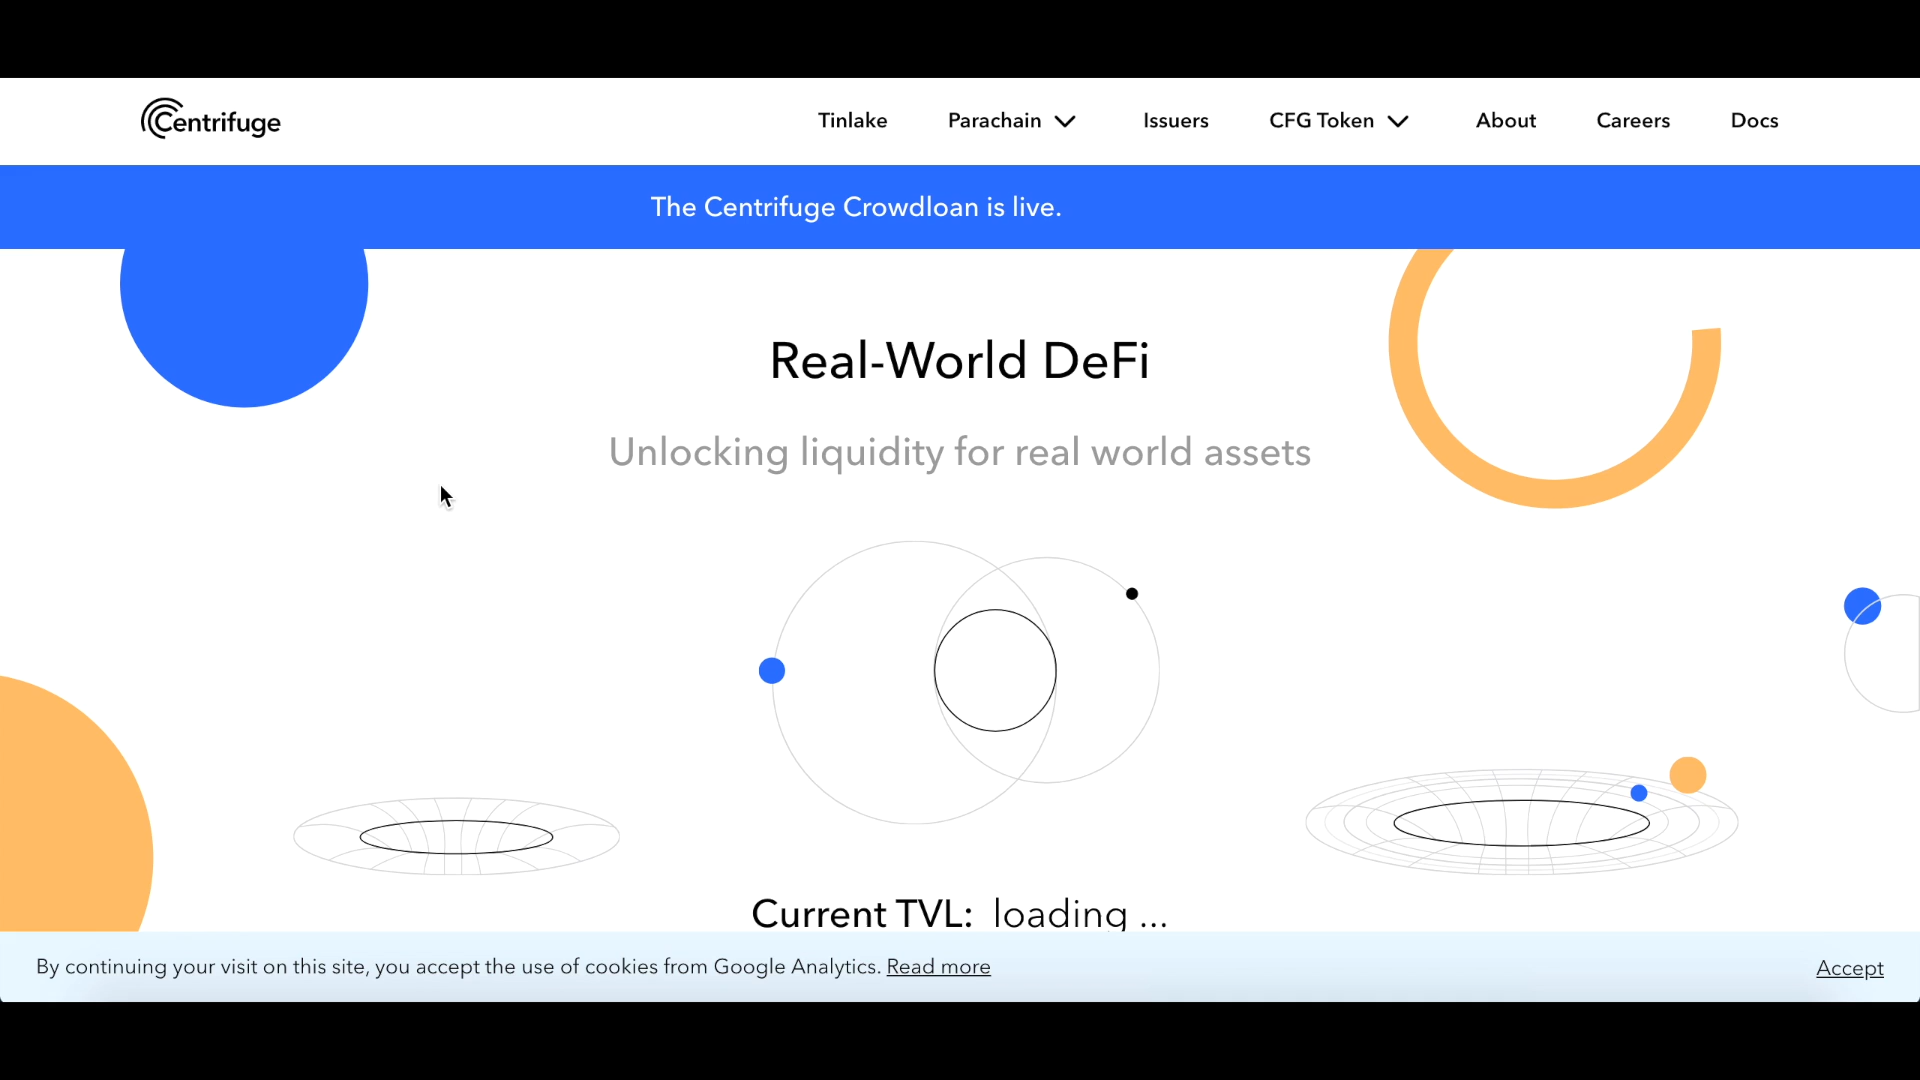 Centrifuge
Tinlake Parachain Issuers CFG Token About Careers Docs
The Centrifuge Crowdloan is live.
Real-World DeFi
Unlocking liquidity for real world assets
Current TVL: loading ...
By continuing your visit on this site, you accept the use of cookies from Google Analytics. Read more
Accept